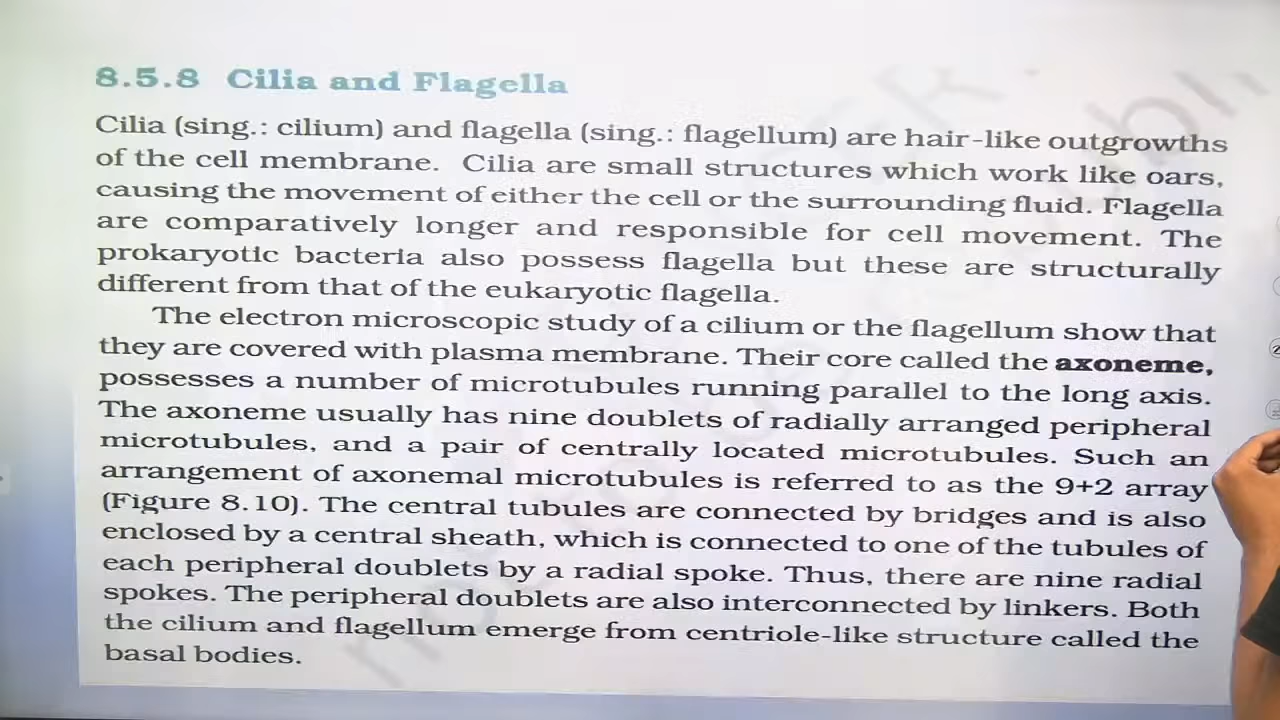 8.5.8 Cilia and Flagella
Cilia (sing.: cilium) and flagella (sing.: flagellum) are hair-like outgrowths
of the cell membrane. Cilia are small structures which work like oars,
causing the movement of either the cell or the surrounding fluid. Flagella
are comparatively longer and responsible for cell movement. The
prokaryotic bacteria also possess flagella but these are structurally
different from that of the eukaryotic flagella.
The electron microscopic study of a cilium or the flagellum show that
they are covered with plasma membrane. Their core called the axoneme,
possesses a number of microtubules running parallel to the long axis.
The axoneme usually has nine doublets of radially arranged peripheral
microtubules, and a pair of centrally located microtubules. Such an
arrangement of axonemal microtubules is referred to as the 9+2 array
(Figure 8.10). The central tubules are connected by bridges and is also
enclosed by a central sheath, which is connected to one of the tubules of
each peripheral doublets by a radial spoke. Thus, there are nine radial
spokes. The peripheral doublets are also interconnected by linkers. Both
the cilium and flagellum emerge from centriole-like structure called the
basal bodies.